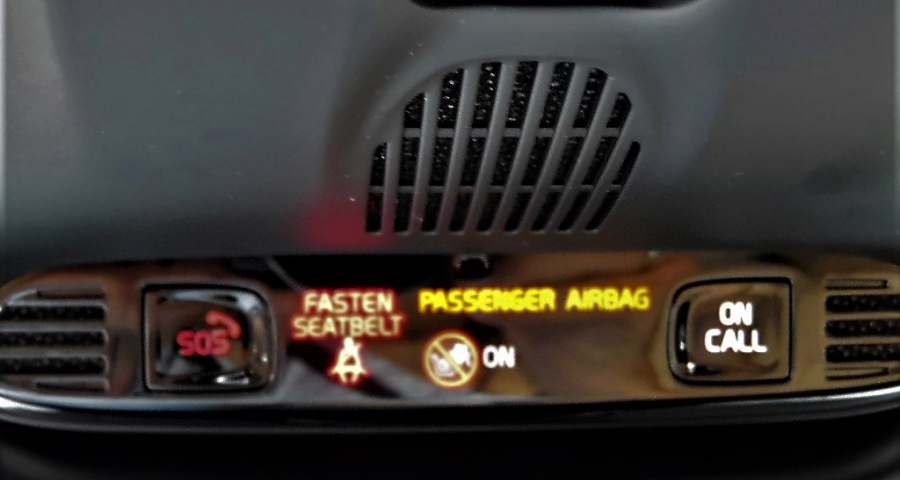 SOS
FASTEN
SEATBELT
PASSENGER AIRBAG
ON
ON
CALL